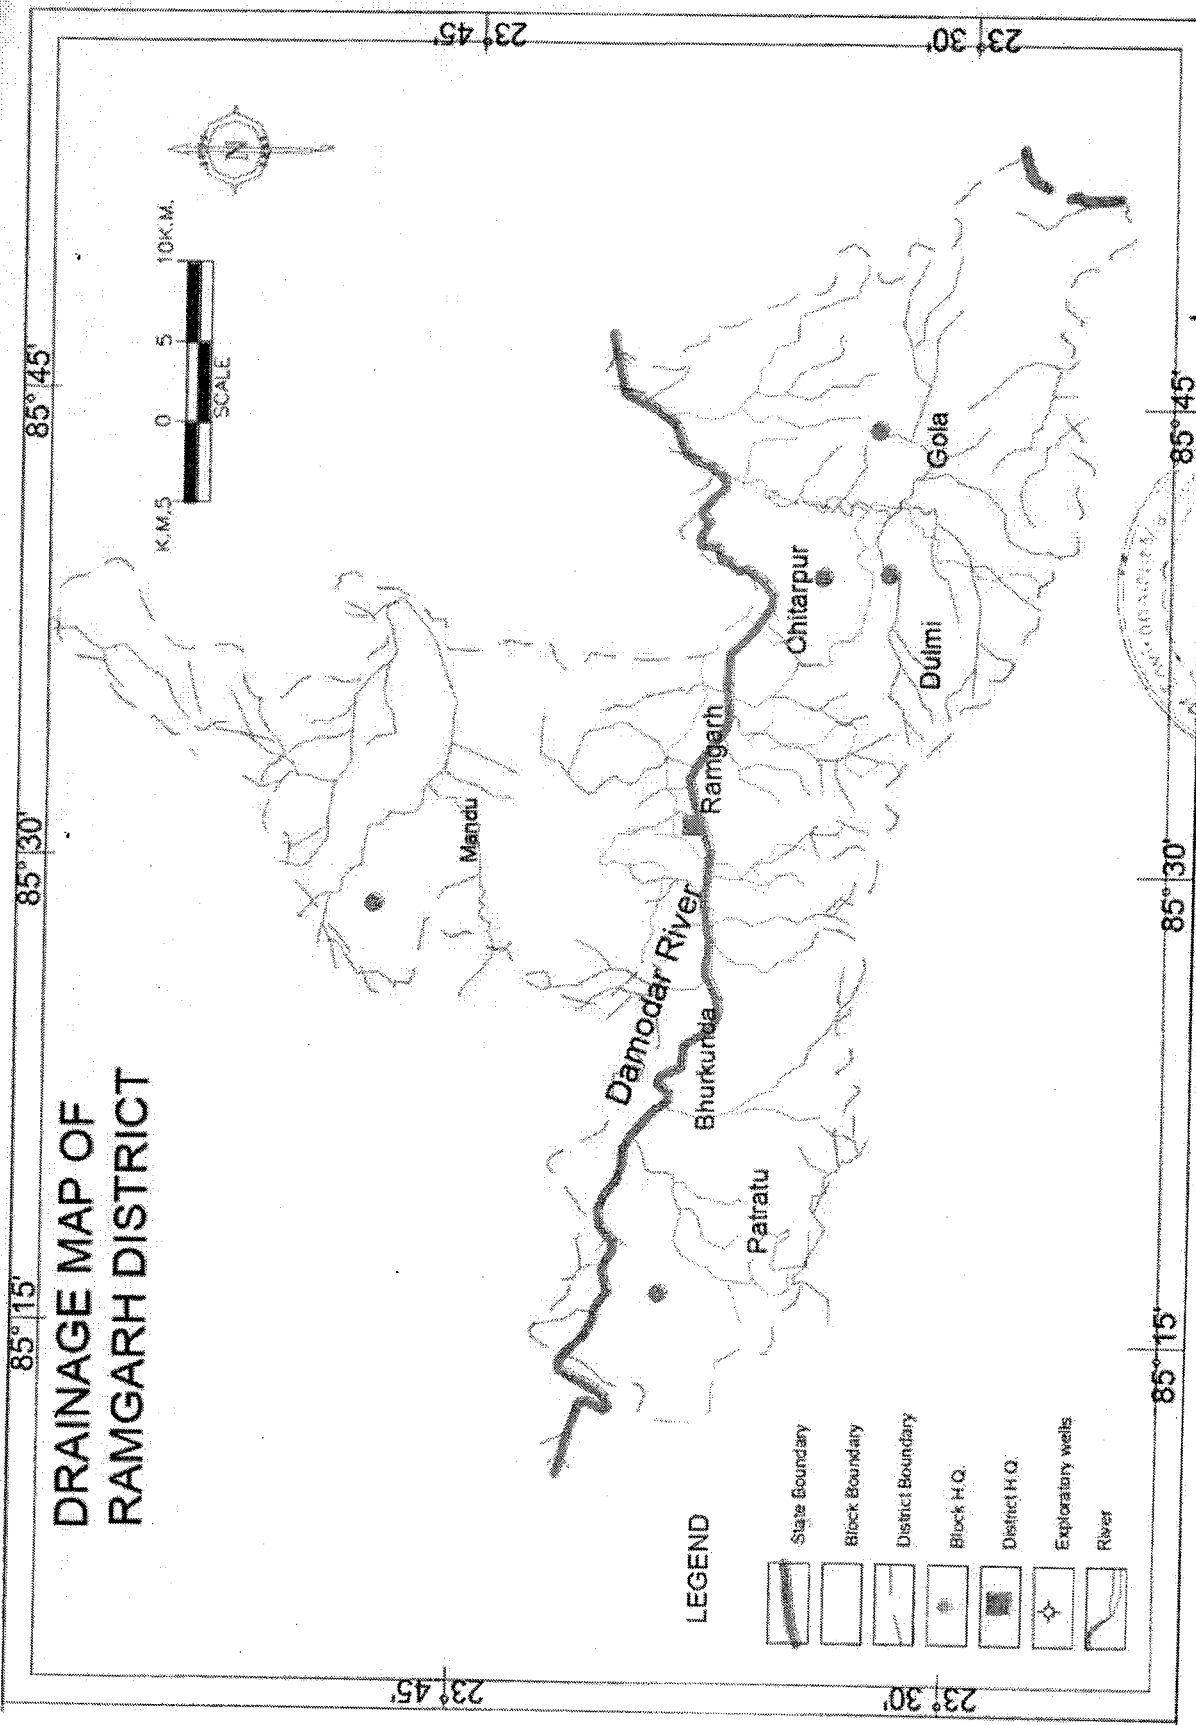 DRAINAGE MAP OF
RAMGARH DISTRICT
85° 15'
85° 30'
85° 45'
K.M.5 0 5 10K.M.
SCALE
N
23° 45'
23° 45'
23° 30'
23° 30'
Mandu
Damodar River
Ramgarh
Bhurkunda
Patratu
Chitarpur
Dulmi
Gola
LEGEND
State Boundary
Block Boundary
District Boundary
Block H.Q.
District H.Q.
Exploratory wells
River
85° 15'
85° 30'
85° 45'